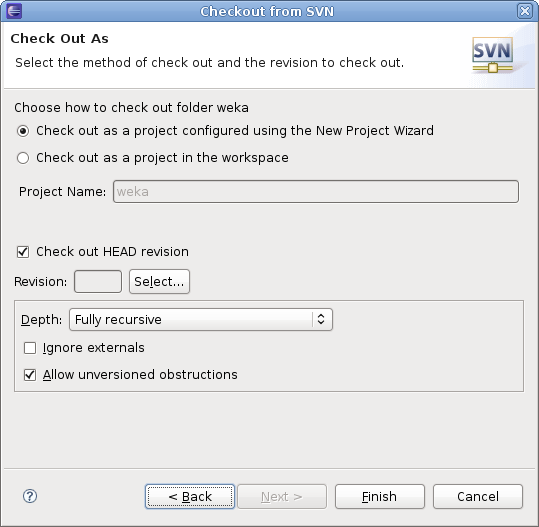 Checkout from SVN
Check Out As
Select the method of check out and the revision to check out.
SVN
Choose how to check out folder weka
Check out as a project configured using the New Project Wizard
Check out as a project in the workspace
Project Name: weka
Check out HEAD revision
Revision: Select...
Depth: Fully recursive
Ignore externals
Allow unversioned obstructions
? < Back Next > Finish Cancel